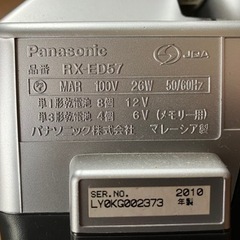 Panasonic
JQA
品番 RX-ED57
MAR 100V 26W 50/60Hz
単1形乾電池 8個 12V
単3形乾電池 4個 6V (メモリー用)
パナソニック株式会社 マレーシア製
SER.NO. 2010
LY0KG002373 年製